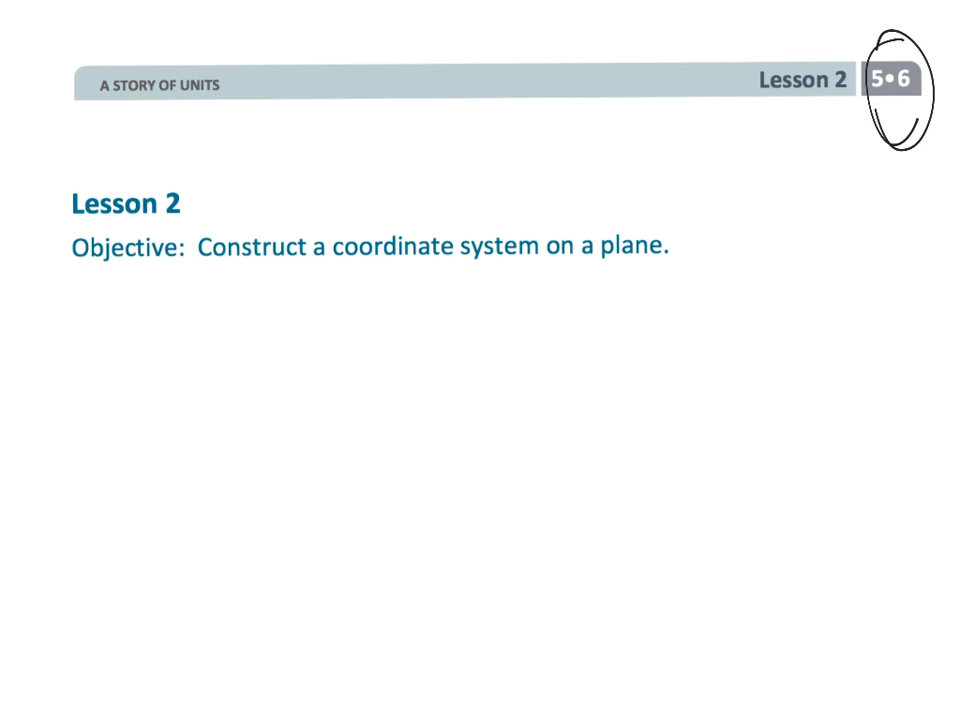 A STORY OF UNITS
Lesson 2 5•6
Lesson 2
Objective: Construct a coordinate system on a plane.